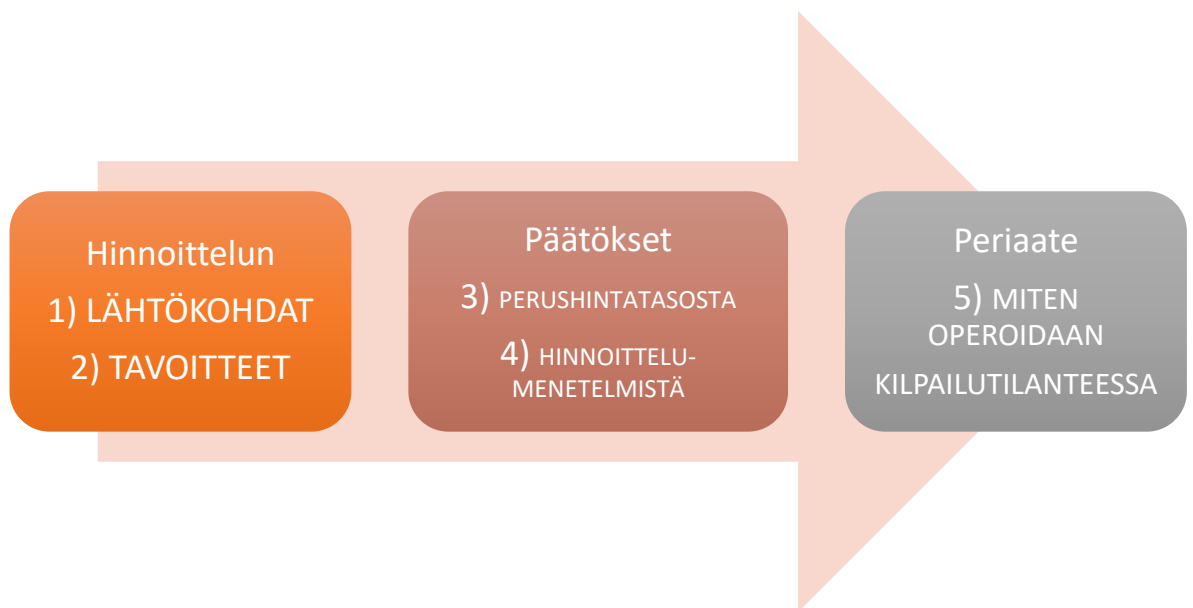 Hinnoittelun
1) LÄHTÖKOHDAT
2) TAVOITTEET
Päätökset
3) PERUSHINTATASOSTA
4) HINNOITTELU-
MENETELMISTÄ
Periaate
5) MITEN
OPEROIDAAN
KILPAILUTILANTEESSA